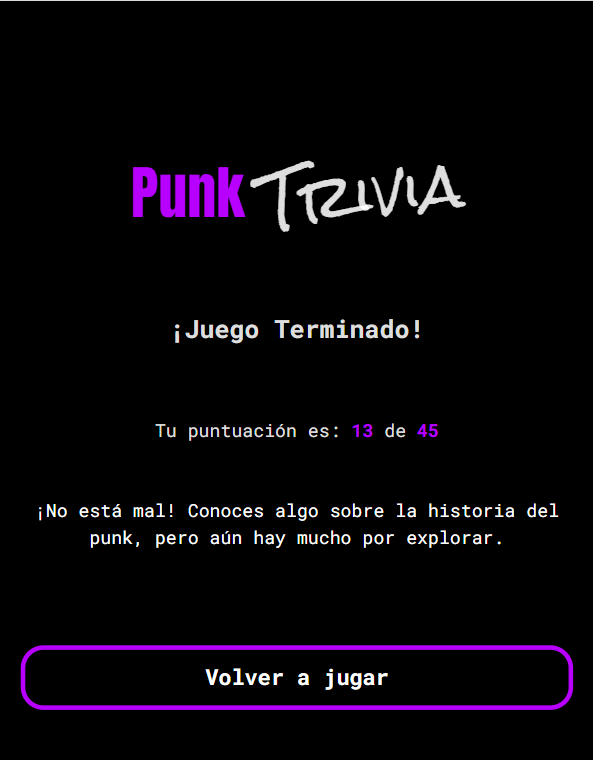 Punk TRIVIA
¡Juego Terminado!
Tu puntuación es: 13 de 45
¡No está mal! Conoces algo sobre la historia del
punk, pero aún hay mucho por explorar.
Volver a jugar